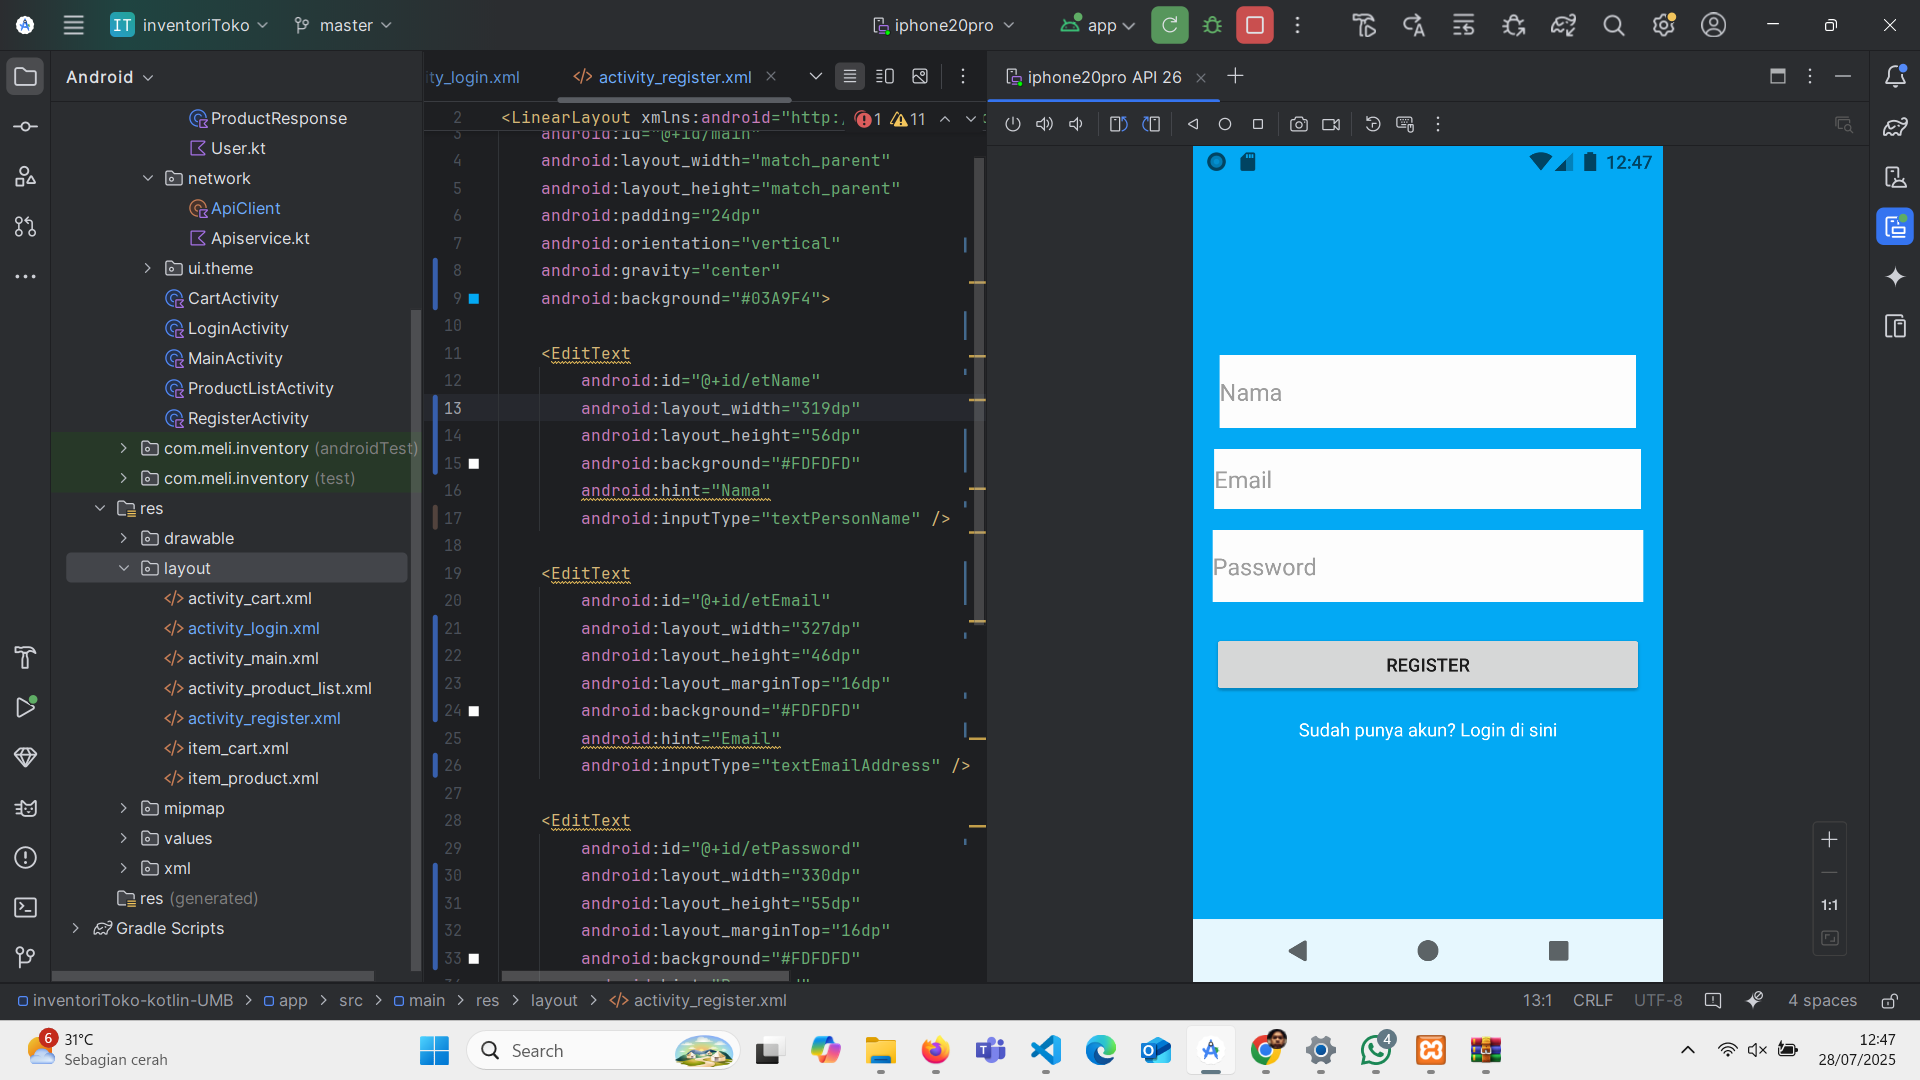 IT inventoriToko master
iphone20pro
app
Android
ProductResponse
User.kt
network
ApiClient
Apiservice.kt
ui.theme
CartActivity
LoginActivity
MainActivity
ProductListActivity
RegisterActivity
com.meli.inventory (androidTest)
com.meli.inventory (test)
res
drawable
layout
activity_cart.xml
activity_login.xml
activity_main.xml
activity_product_list.xml
activity_register.xml
item_cart.xml
item_product.xml
mipmap
values
xml
res (generated)
Gradle Scripts
ity_login.xml
activity_register.xml
1 11
2 <LinearLayout xmlns:android="http:/
3 android:id="@+id/main"
4 android:layout_width="match_parent"
5 android:layout_height="match_parent"
6 android:padding="24dp"
7 android:orientation="vertical"
8 android:gravity="center"
9 android:background="#03A9F4">
10
11 <EditText
12 android:id="@+id/etName"
13 android:layout_width="319dp"
14 android:layout_height="56dp"
15 android:background="#FDFDFD"
16 android:hint="Nama"
17 android:inputType="textPersonName" />
18
19 <EditText
20 android:id="@+id/etEmail"
21 android:layout_width="327dp"
22 android:layout_height="46dp"
23 android:layout_marginTop="16dp"
24 android:background="#FDFDFD"
25 android:hint="Email"
26 android:inputType="textEmailAddress" />
27
28 <EditText
29 android:id="@+id/etPassword"
30 android:layout_width="330dp"
31 android:layout_height="55dp"
32 android:layout_marginTop="16dp"
33 android:background="#FDFDFD"
iphone20pro API 26
12:47
Nama
Email
Password
REGISTER
Sudah punya akun? Login di sini
1:1
inventoriToko-kotlin-UMB > app > src > main > res > layout > activity_register.xml
13:1 CRLF UTF-8 4 spaces
6
31°C
Sebagian cerah
Search
4
12:47
28/07/2025